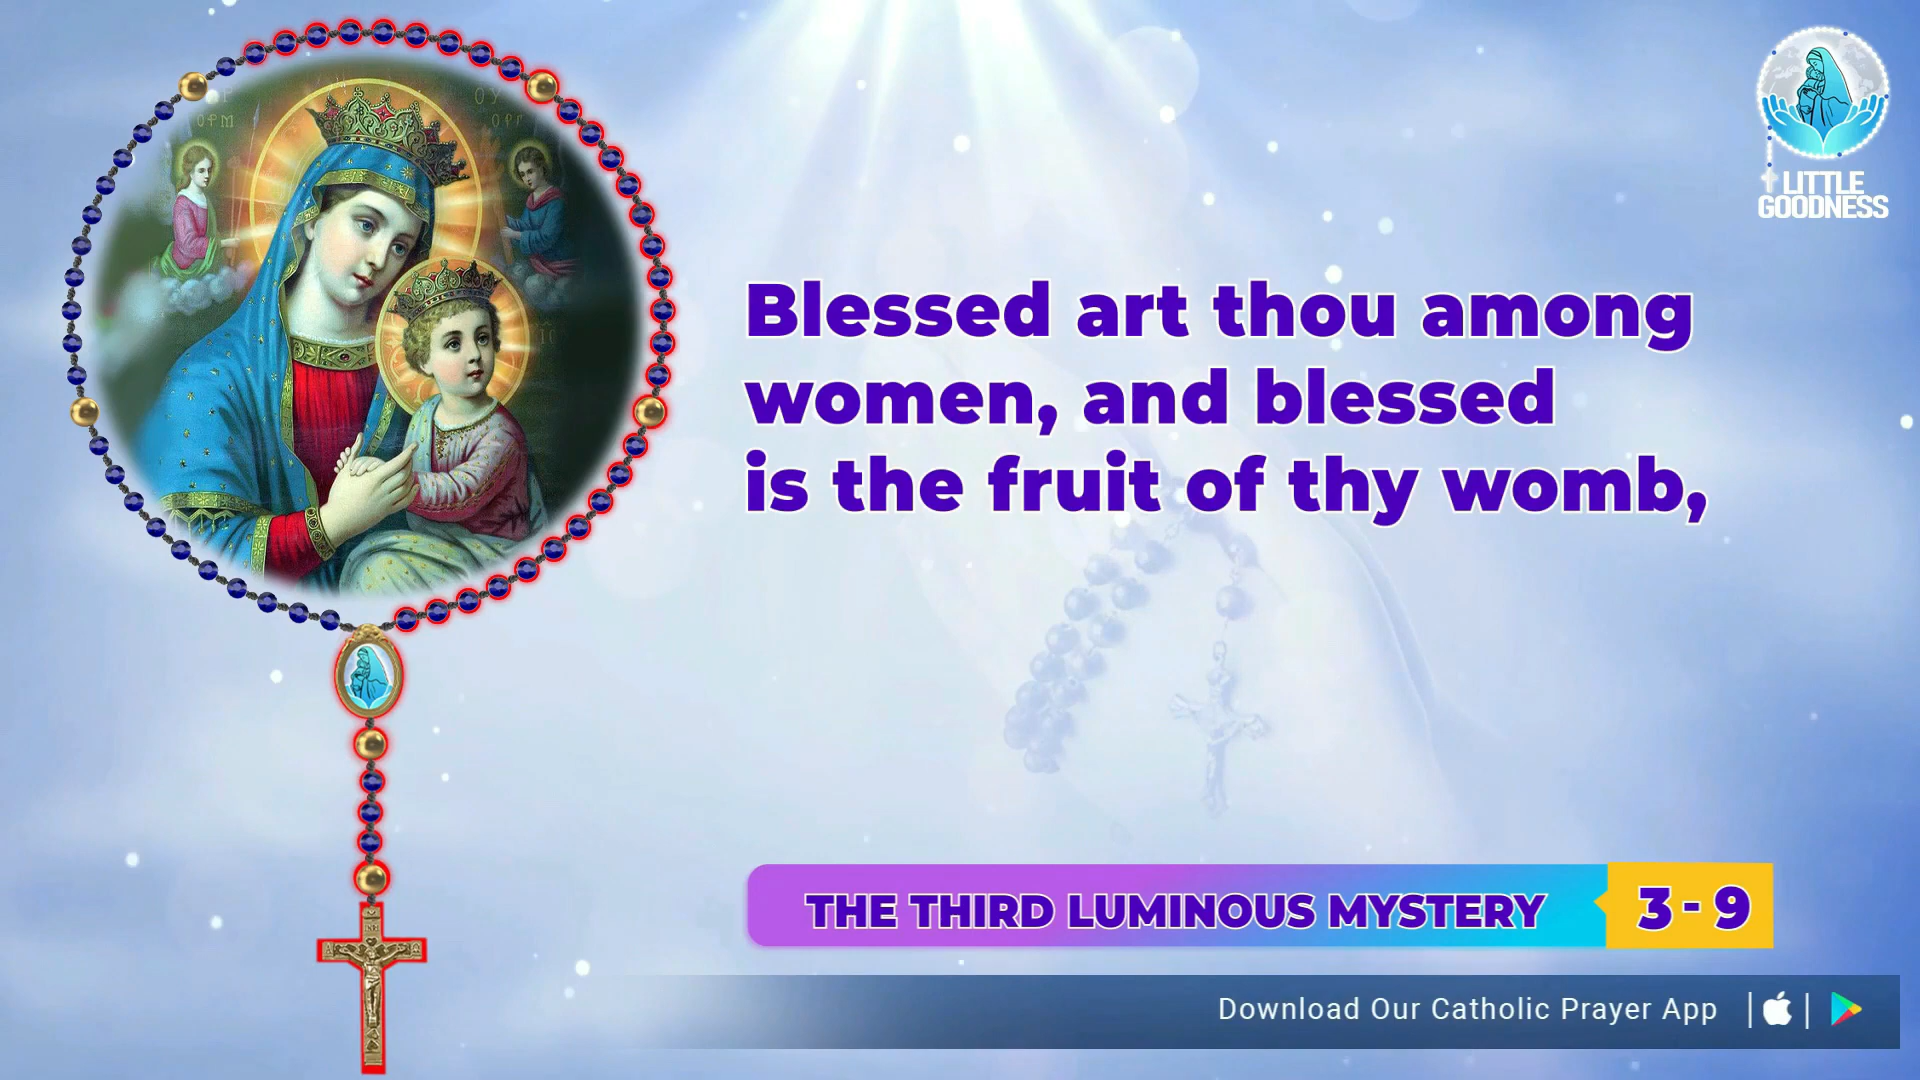 LITTLE
GOODNESS
Blessed art thou among
women, and blessed
is the fruit of thy womb,
THE THIRD LUMINOUS MYSTERY 3 - 9
Download Our Catholic Prayer App